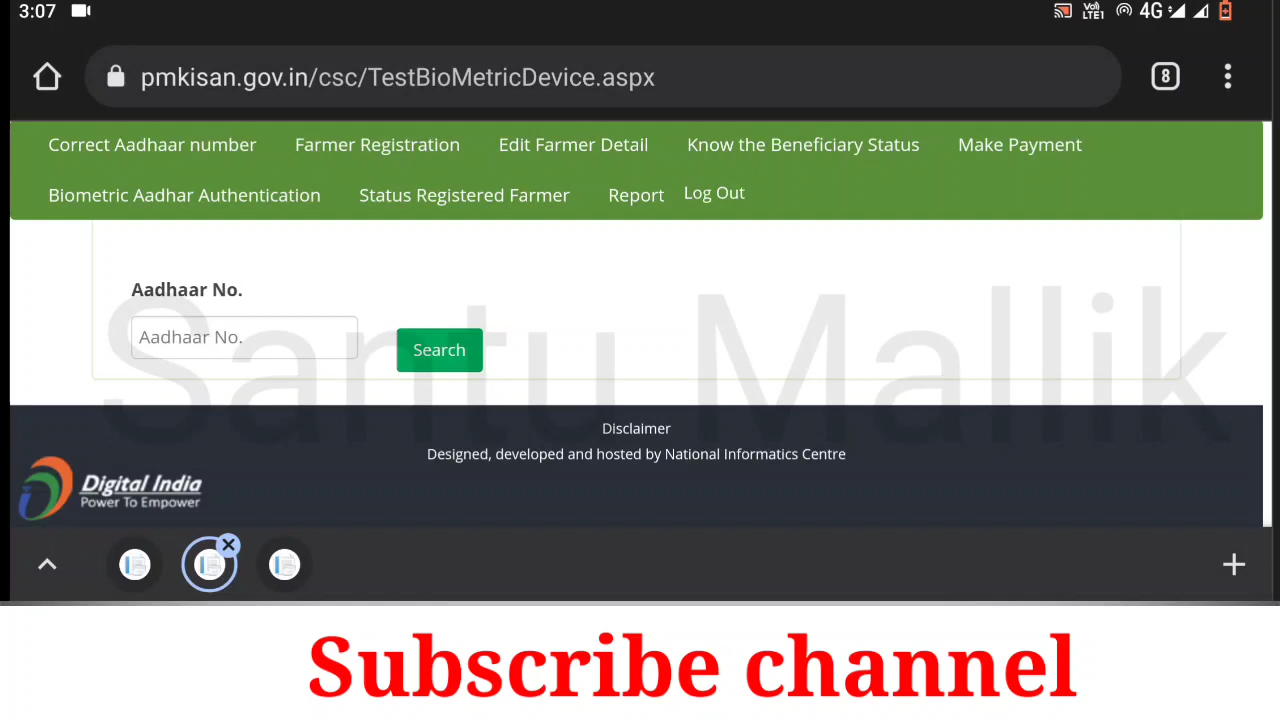 3:07
Vo) LTE1 4G
pmkisan.gov.in/csc/TestBioMetricDevice.aspx
8
Correct Aadhaar number Farmer Registration Edit Farmer Detail Know the Beneficiary Status Make Payment
Biometric Aadhar Authentication Status Registered Farmer Report Log Out
Aadhaar No.
Aadhaar No.
Search
Santu Mallik
Disclaimer
Designed, developed and hosted by National Informatics Centre
Digital India
Power To Empower
Subscribe channel